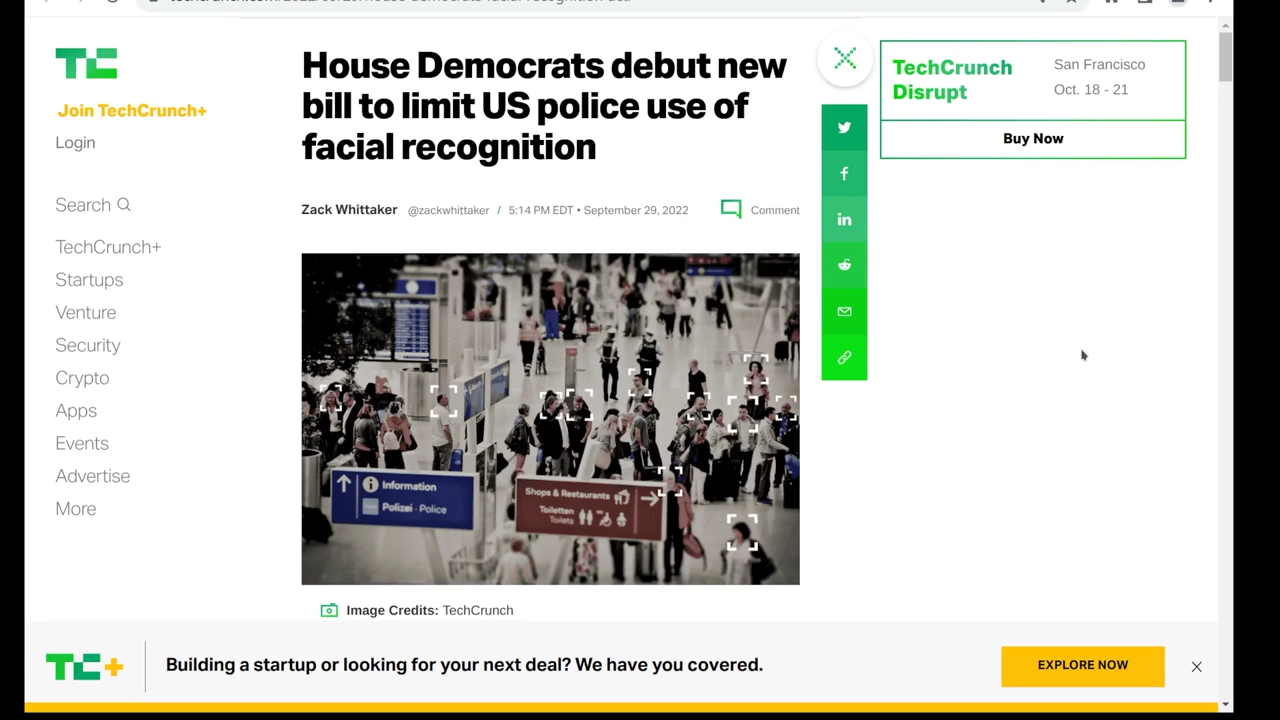 TC
Join TechCrunch+
Login
Search
TechCrunch+
Startups
Venture
Security
Crypto
Apps
Events
Advertise
More
House Democrats debut new
bill to limit US police use of
facial recognition
Zack Whittaker @zackwhittaker / 5:14 PM EDT • September 29, 2022
Comment
Information
Polizei · Police
Shops & Restaurants
Toiletten
Toilets
Image Credits: TechCrunch
TechCrunch
Disrupt
San Francisco
Oct. 18 - 21
Buy Now
TC+
Building a startup or looking for your next deal? We have you covered.
EXPLORE NOW